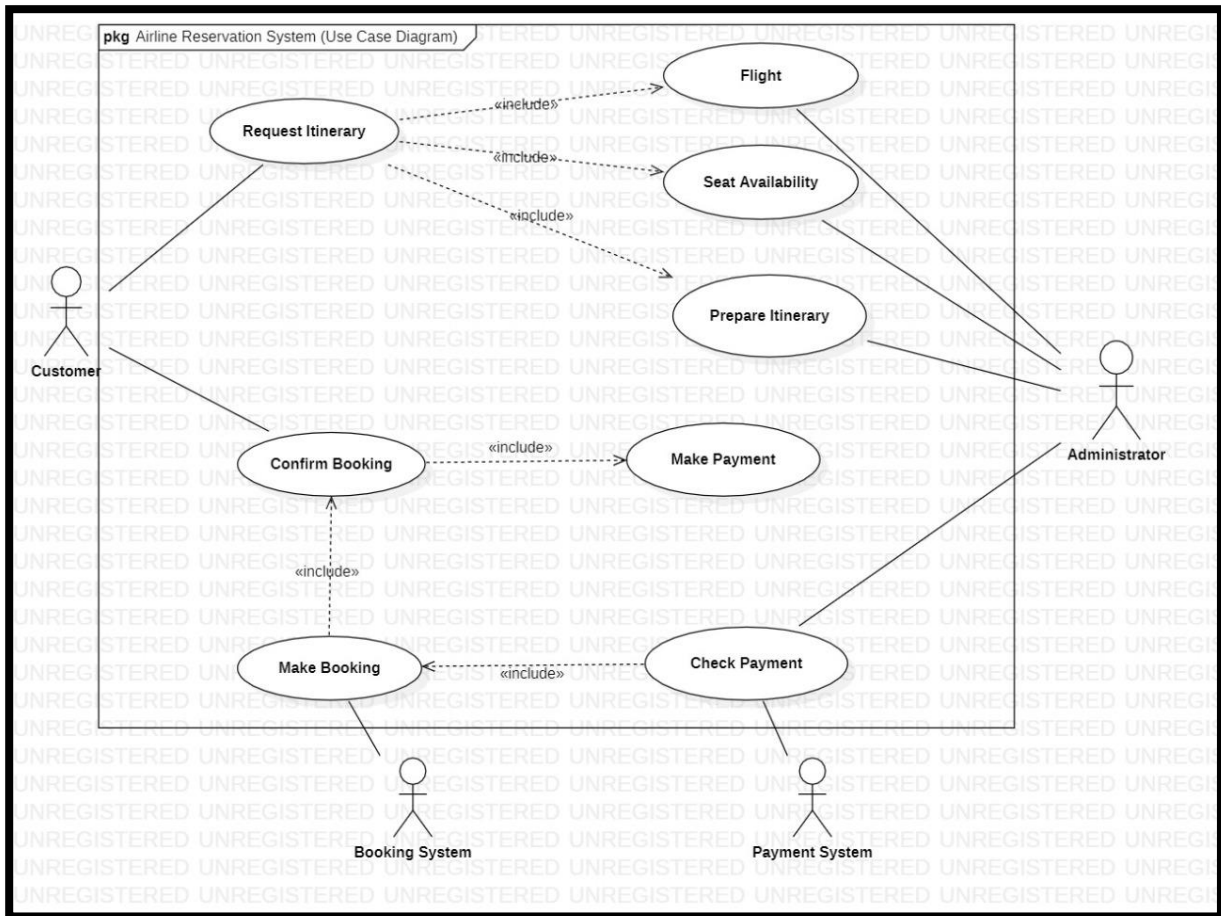 pkg Airline Reservation System (Use Case Diagram)
Flight
«include»
Request Itinerary
«include»
Seat Availability
«include»
Prepare Itinerary
Customer
Administrator
«include»
Confirm Booking
Make Payment
«include»
Make Booking
«include»
Check Payment
Booking System
Payment System
UNREGISTERED